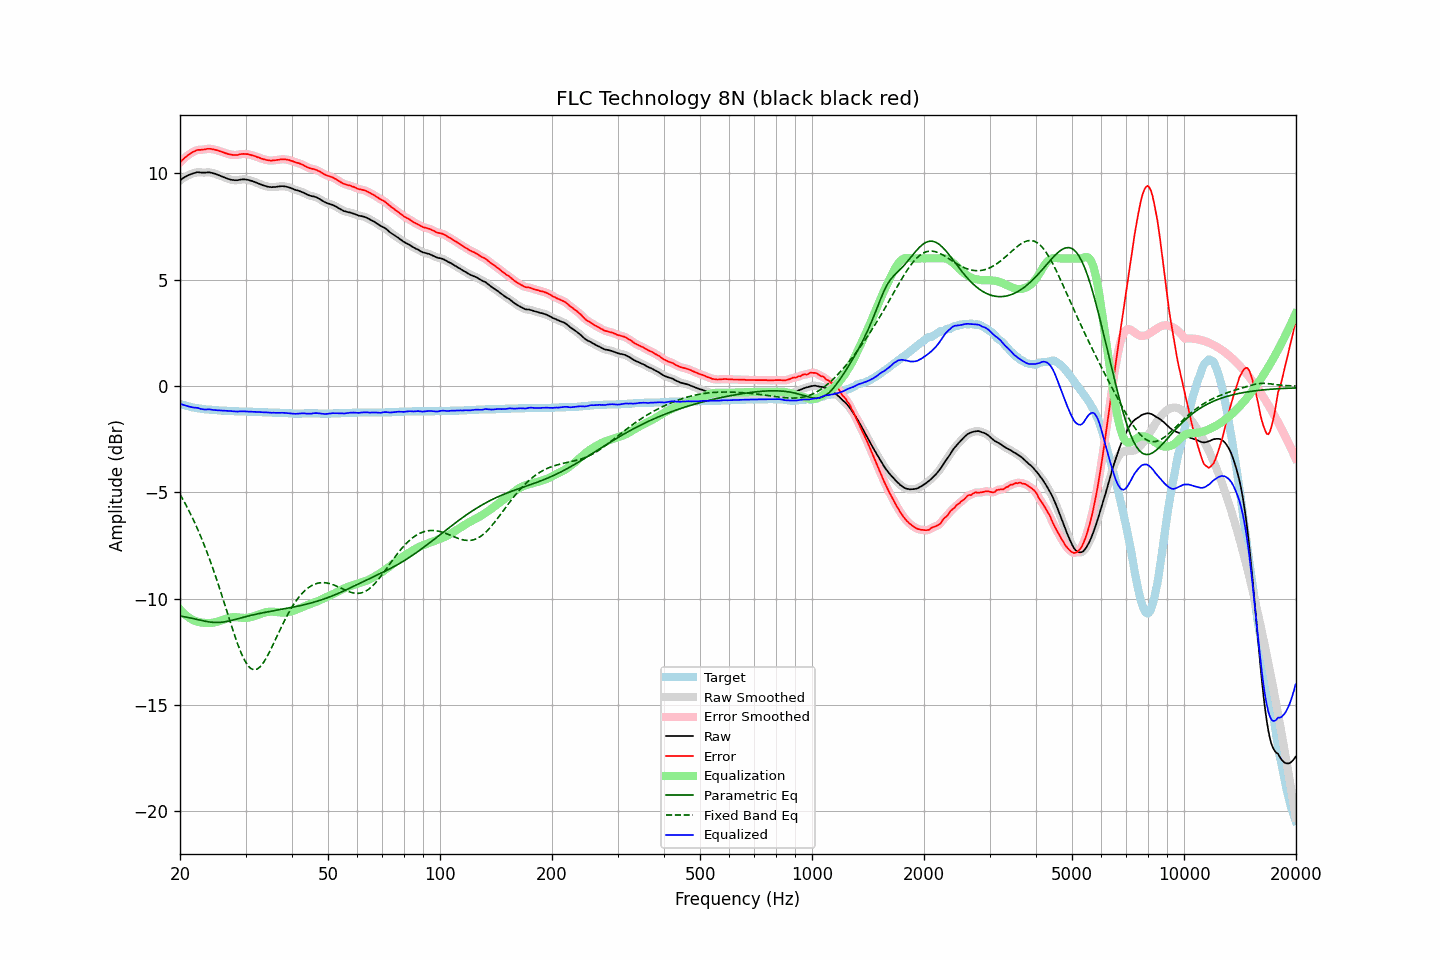 FLC Technology 8N (black black red)
Amplitude (dBr)
10
5
0
−5
−10
−15
−20
Target
Raw Smoothed
Error Smoothed
Raw
Error
Equalization
Parametric Eq
Fixed Band Eq
Equalized
20 50 100 200 500 1000 2000 5000 10000 20000
Frequency (Hz)